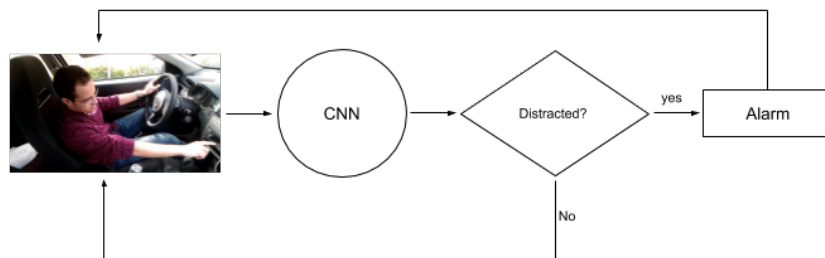 CNN
Distracted?
yes
Alarm
No